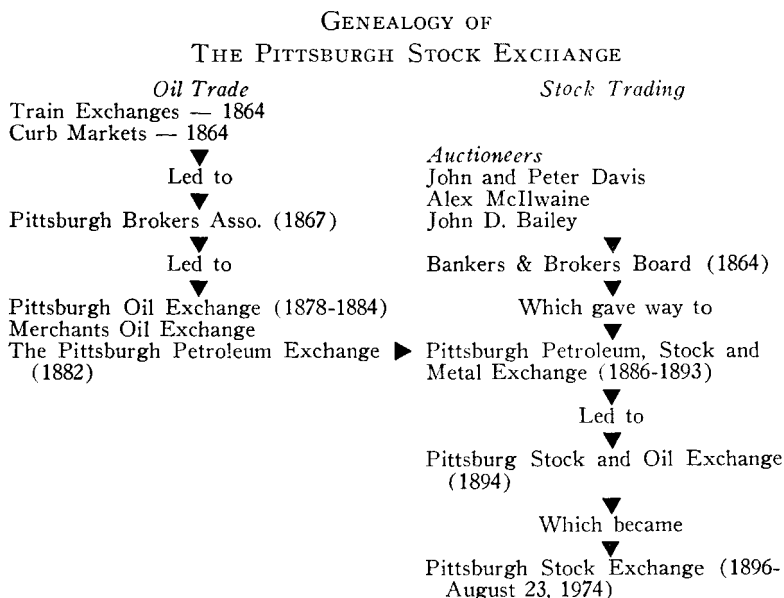 GENEALOGY OF
THE PITTSBURGH STOCK EXCHANGE
Oil Trade
Train Exchanges — 1864
Curb Markets — 1864
Led to
Pittsburgh Brokers Asso. (1867)
Led to
Pittsburgh Oil Exchange (1878-1884)
Merchants Oil Exchange
The Pittsburgh Petroleum Exchange
(1882)
Stock Trading
Auctioneers
John and Peter Davis
Alex McIlwaine
John D. Bailey
Bankers & Brokers Board (1864)
Which gave way to
Pittsburgh Petroleum, Stock and
Metal Exchange (1886-1893)
Led to
Pittsburg Stock and Oil Exchange
(1894)
Which became
Pittsburgh Stock Exchange (1896-
August 23, 1974)